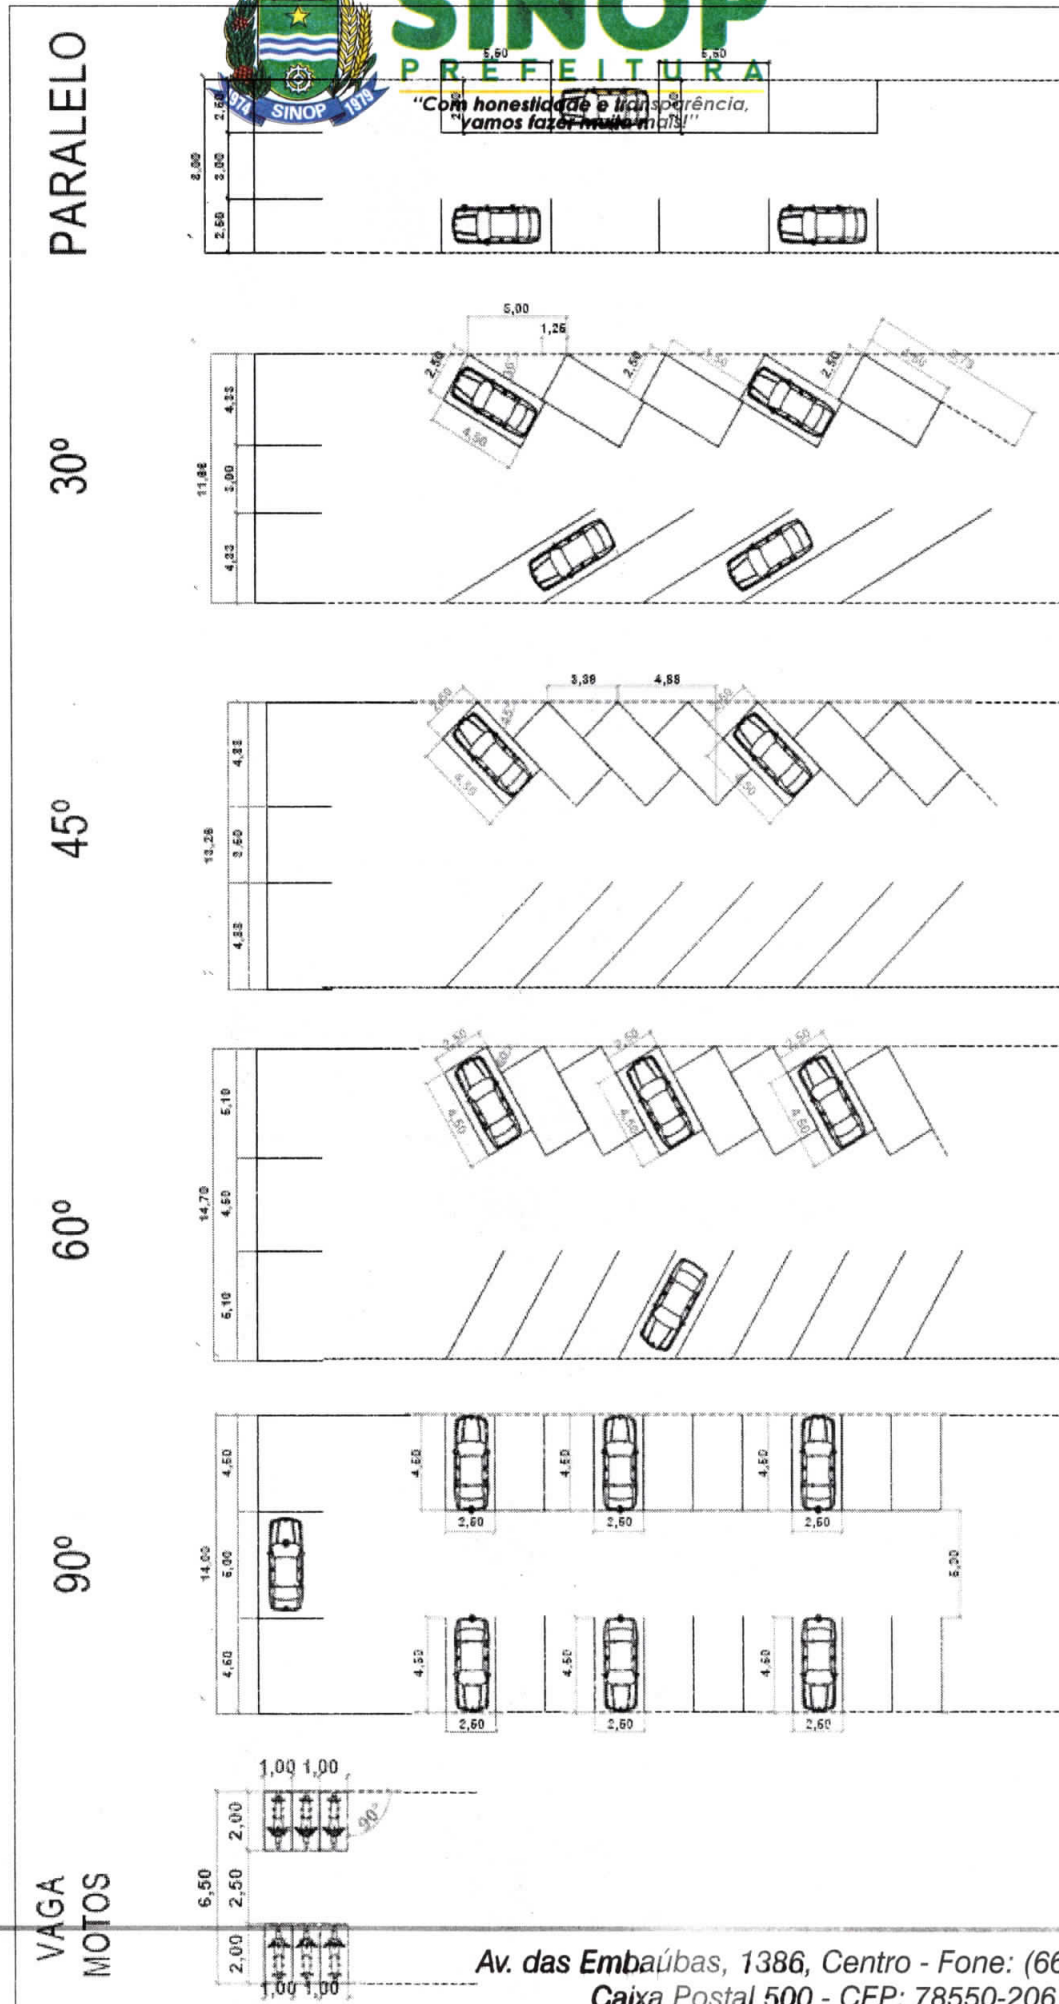 SINOP
PREFEITURA
"Com honestidade e transparência,
vamos fazer muito mais!"
1974 SINOP 1979
PARALELO
5,50 5,50
2,50
3,00
8,00
2,50
30º
5,00
1,25
2,50 2,50 2,50
4,50
4,33
3,00
11,66
4,33
45º
3,39 4,88
4,50 4,50
4,88
3,50
13,26
4,88
60º
2,50 2,50 2,50
4,50 4,50 4,50
5,10
4,50
14,70
5,10
90º
4,50 4,50 4,50 4,50
2,50 2,50 2,50
14,00 5,00 5,00
4,50 4,50 4,50 4,50
2,50 2,50 2,50
VAGA
MOTOS
1,00 1,00
2,00
90º
6,50 2,50
2,00
1,00 1,00
Av. das Embaúbas, 1386, Centro - Fone: (66
Caixa Postal 500 - CEP: 78550-206